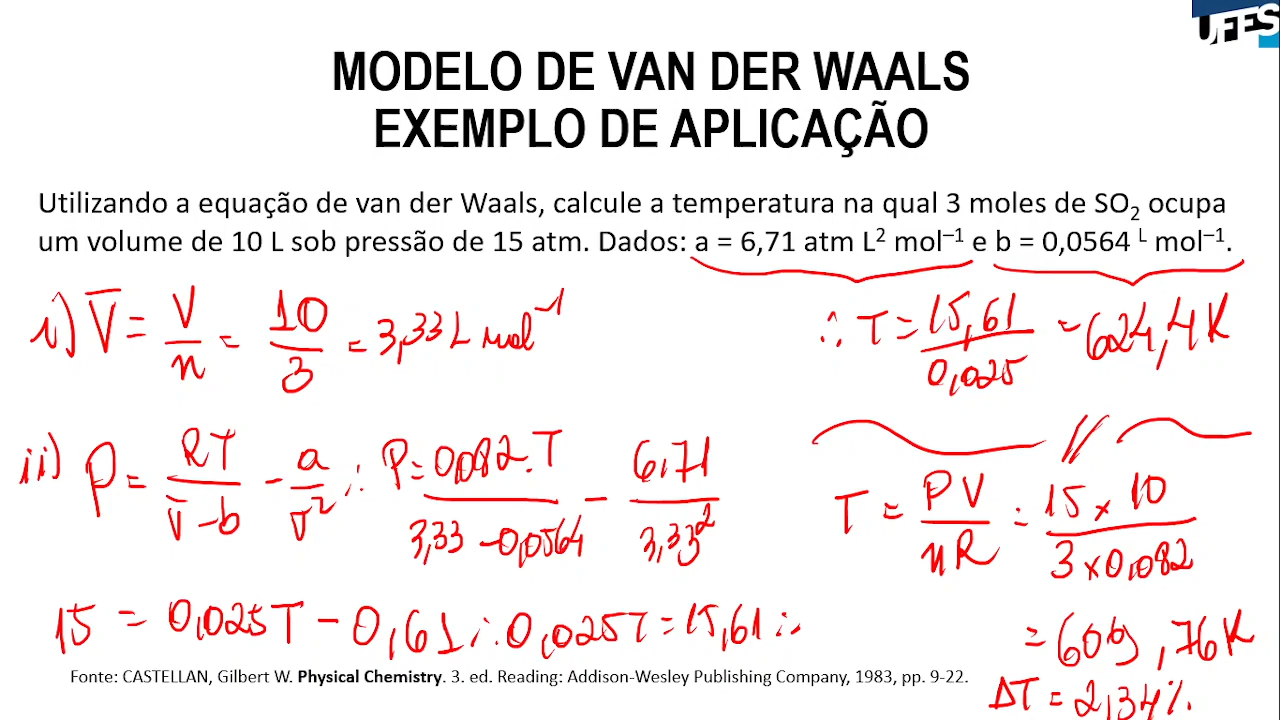 UFES
MODELO DE VAN DER WAALS
EXEMPLO DE APLICAÇÃO
Utilizando a equação de van der Waals, calcule a temperatura na qual 3 moles de SO₂ ocupa
um volume de 10 L sob pressão de 15 atm. Dados: a = 6,71 atm L² mol⁻¹ e b = 0,0564 ᴸ mol⁻¹.
i) V̅ = V/n = 10/3 = 3,33 L mol⁻¹
∴ T = 15,61/0,025 = 624,4 K
ii) P = RT/(V̅ - b) - a/V̅² ∴ P = 0,082.T/(3,33 - 0,0564) - 6,71/3,33²
15 = 0,025T - 0,61 ∴ 0,025T = 15,61 ∴
T = PV/nR = 15 x 10/3 x 0,082
= 609,76 K
ΔT = 2,34%
Fonte: CASTELLAN, Gilbert W. Physical Chemistry. 3. ed. Reading: Addison-Wesley Publishing Company, 1983, pp. 9-22.